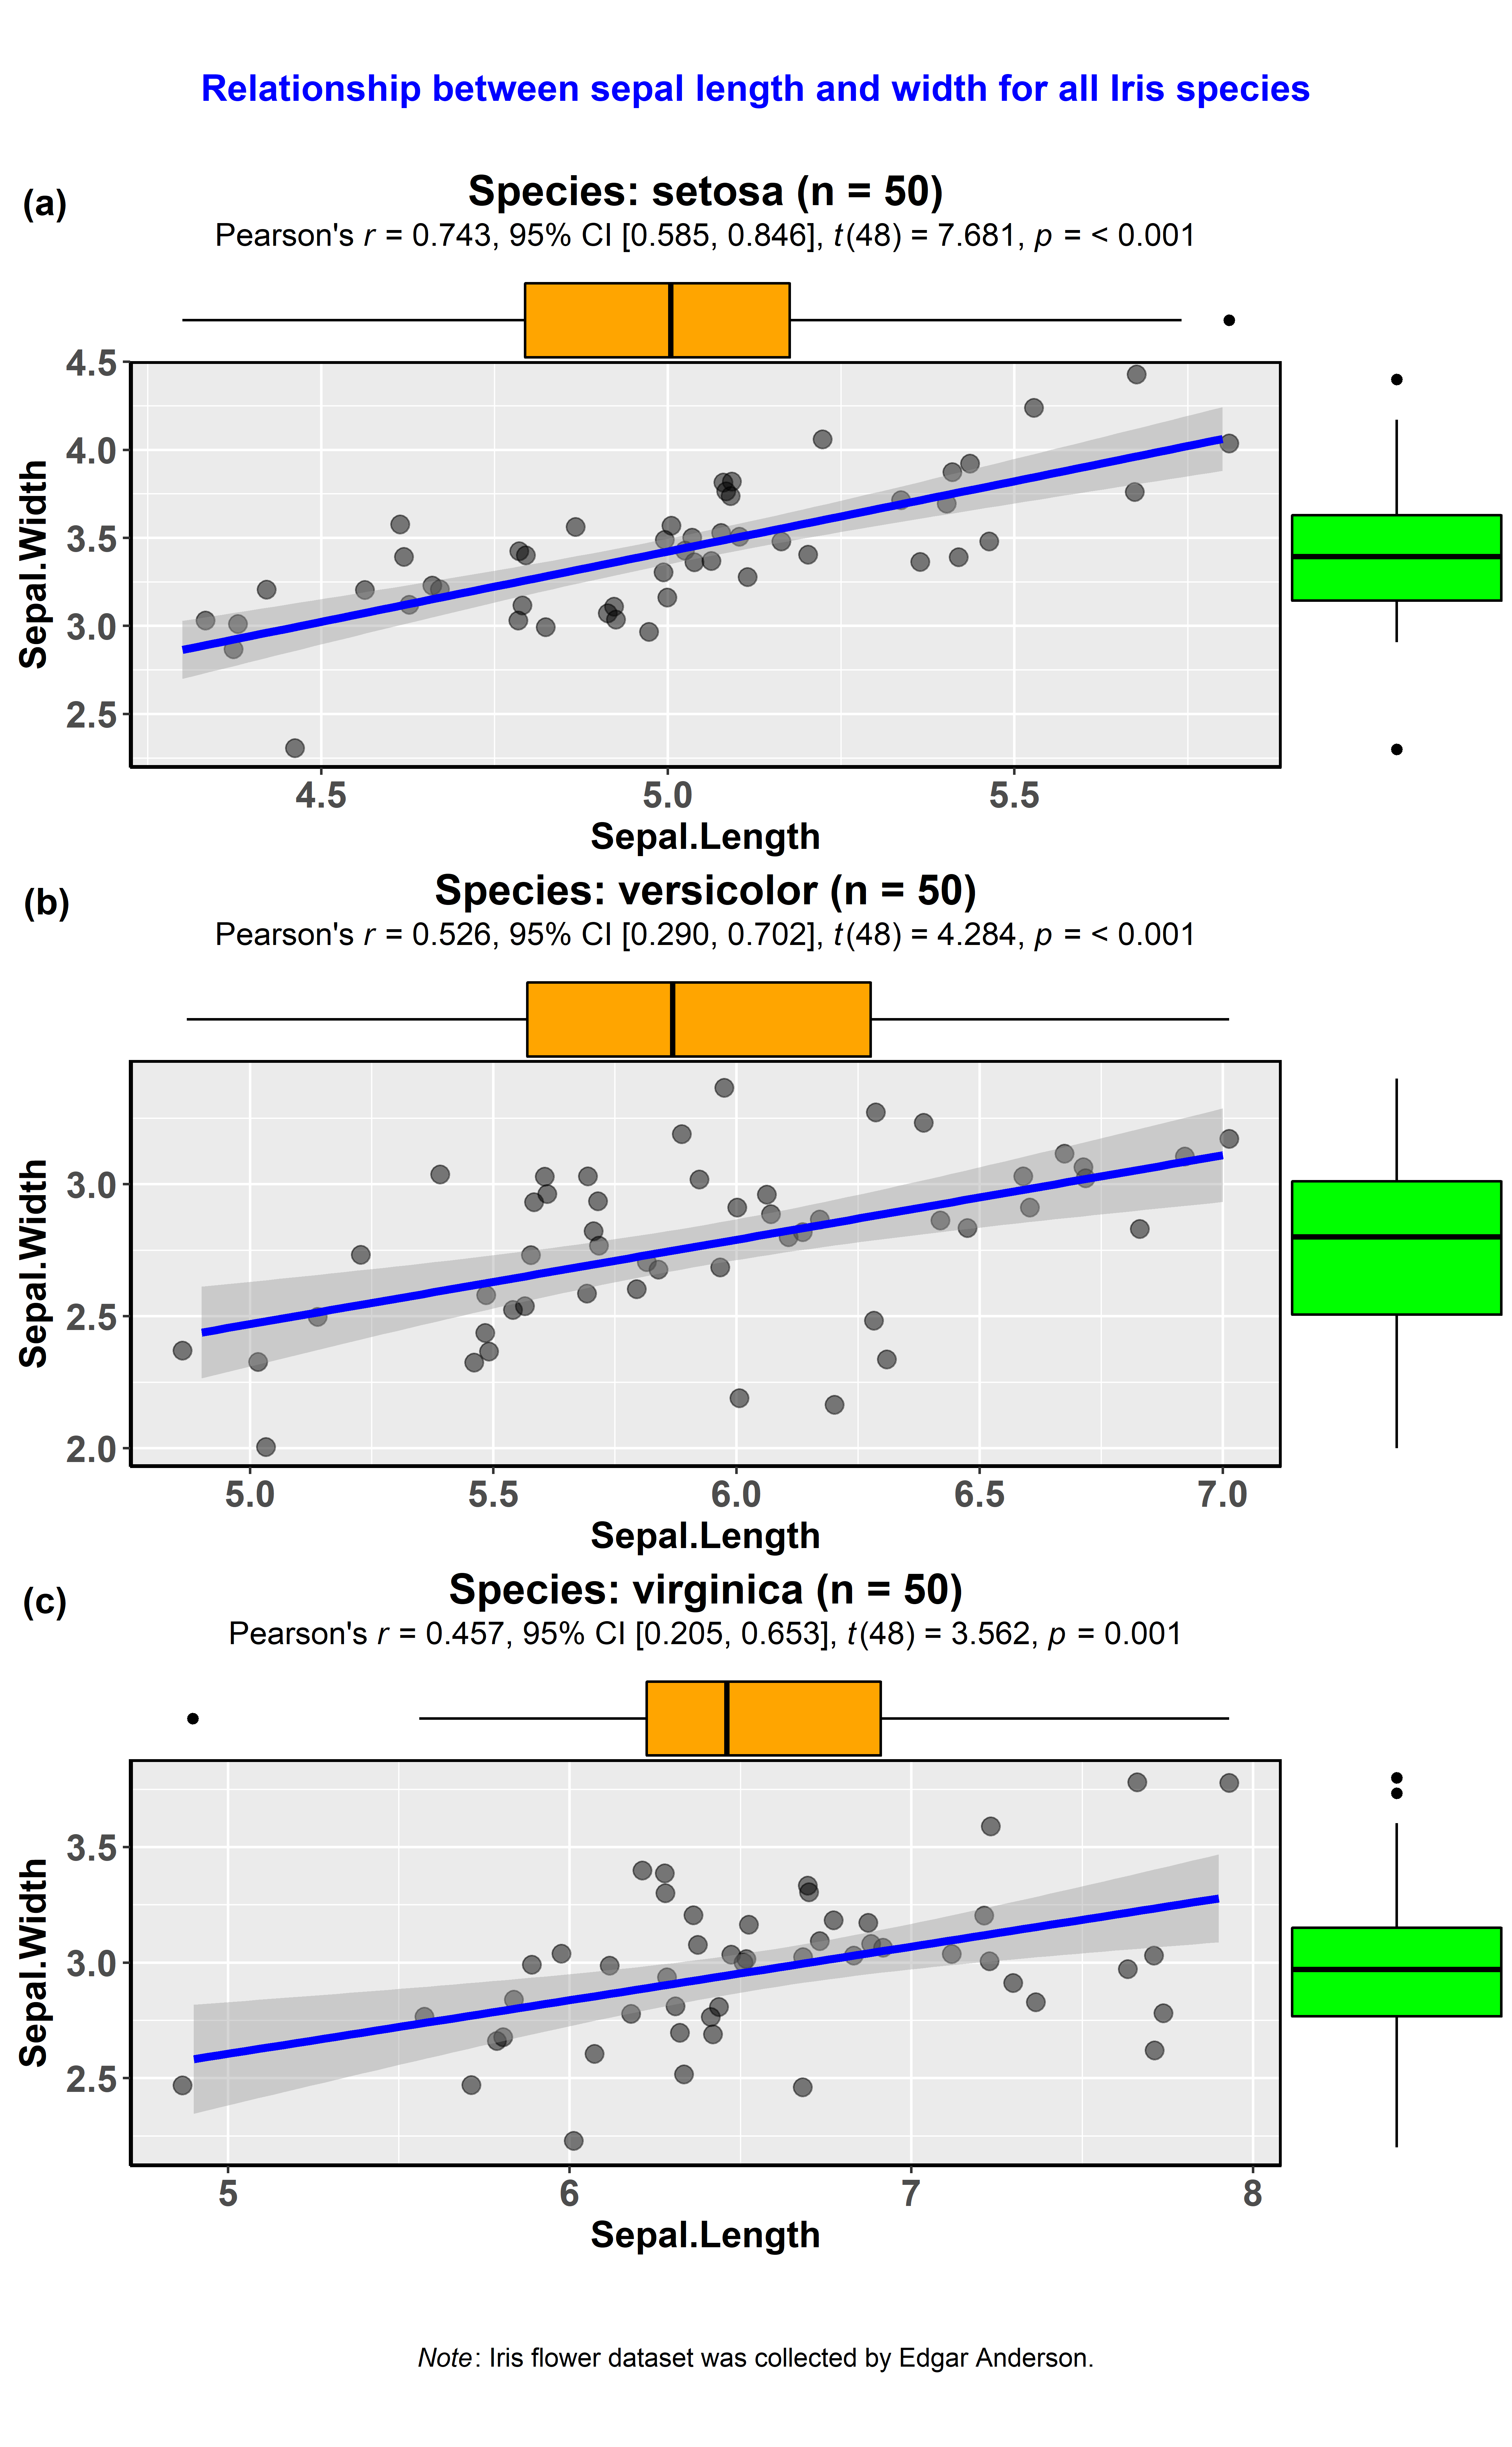 Relationship between sepal length and width for all Iris species
(a)
Species: setosa (n = 50)
Pearson's r = 0.743, 95% CI [0.585, 0.846], t(48) = 7.681, p = < 0.001
4.5
4.0
3.5
3.0
2.5
Sepal.Width
4.5 5.0 5.5
Sepal.Length
(b)
Species: versicolor (n = 50)
Pearson's r = 0.526, 95% CI [0.290, 0.702], t(48) = 4.284, p = < 0.001
3.0
2.5
2.0
Sepal.Width
5.0 5.5 6.0 6.5 7.0
Sepal.Length
(c)
Species: virginica (n = 50)
Pearson's r = 0.457, 95% CI [0.205, 0.653], t(48) = 3.562, p = 0.001
3.5
3.0
2.5
Sepal.Width
5 6 7 8
Sepal.Length
Note: Iris flower dataset was collected by Edgar Anderson.